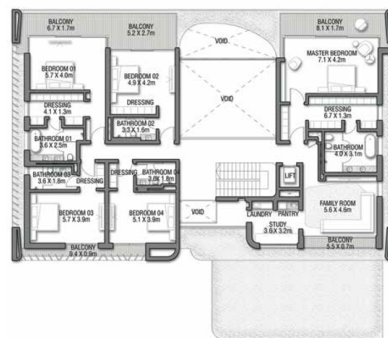 BALCONY
6.7 X 1.7m
BALCONY
5.2 X 2.7m
VOID
BALCONY
8.1 X 1.7m
BEDROOM 01
5.7 X 4.0m
BEDROOM 02
4.9 X 4.2m
MASTER BEDROOM
7.1 X 4.2m
VOID
DRESSING
4.1 X 1.3m
DRESSING
BATHROOM 02
3.3 X 1.6m
DRESSING
6.7 X 1.3m
BATHROOM 01
3.6 X 2.5m
BATHROOM
4.0 X 3.1m
BATHROOM 03
3.6 X 1.6m
DRESSING
DRESSING
BATHROOM 04
3.0 X 1.8m
LIFT
BEDROOM 03
5.7 X 3.9m
BEDROOM 04
5.1 X 3.9m
VOID
LAUNDRY
PANTRY
FAMILY ROOM
5.6 X 4.6m
STUDY
3.6 X 3.2m
BALCONY
9.4 X 0.9m
BALCONY
5.5 X 0.7m